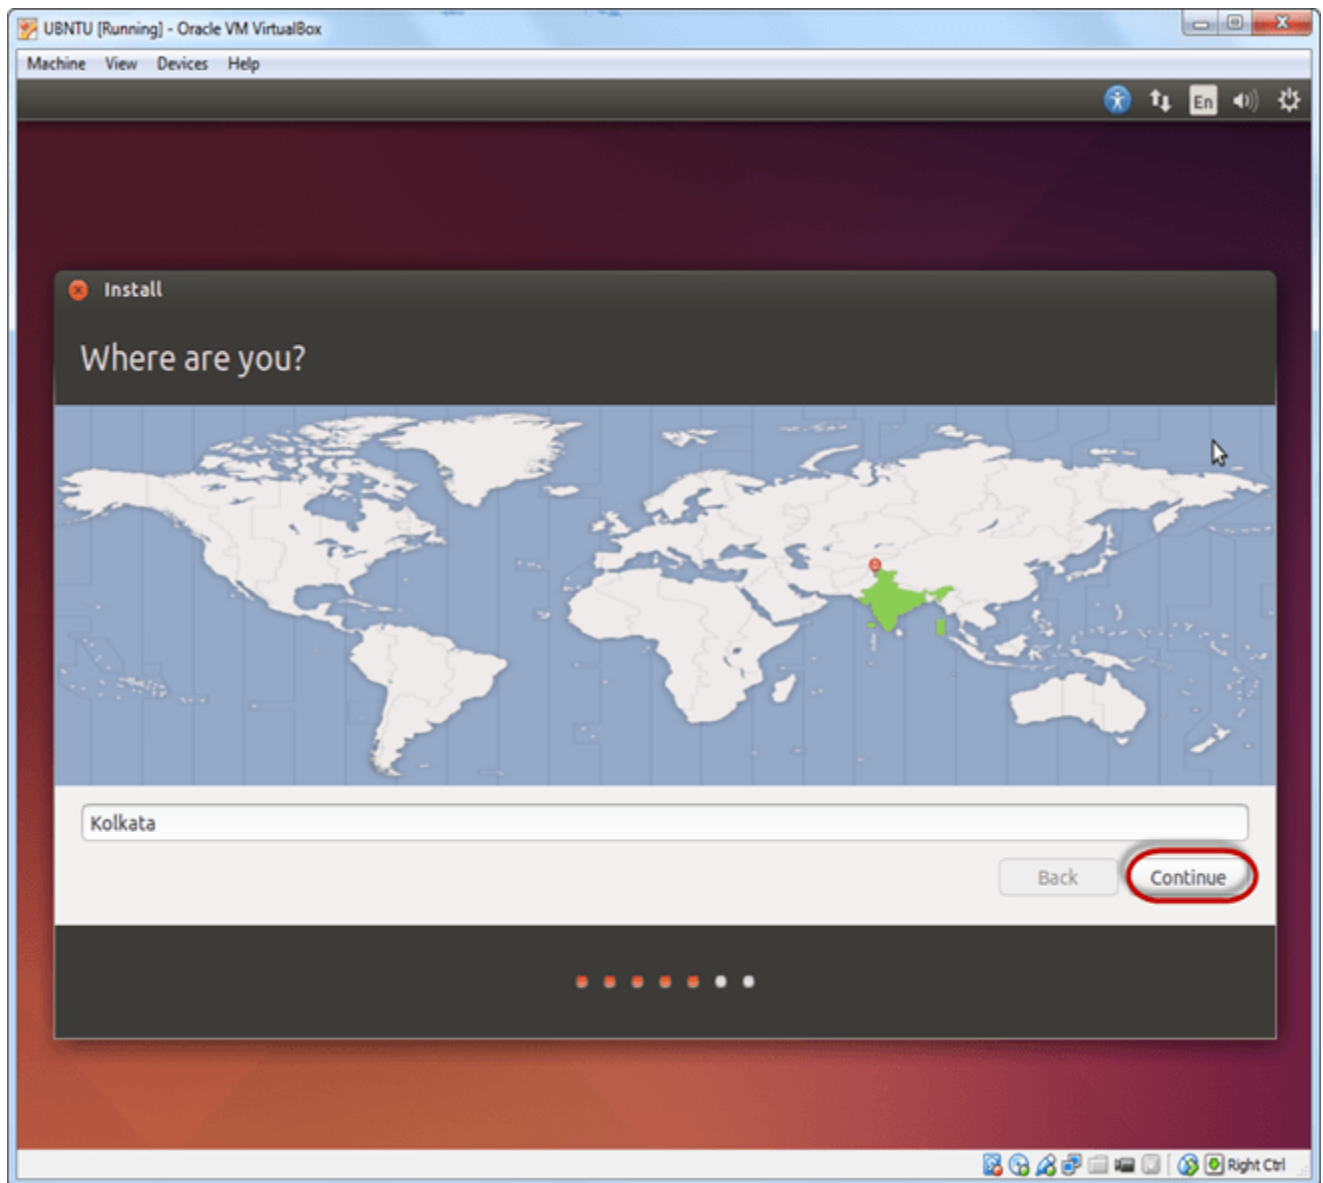 UBNTU [Running] - Oracle VM VirtualBox
Machine View Devices Help
En
Install
Where are you?
Kolkata
Back Continue
Right Ctrl